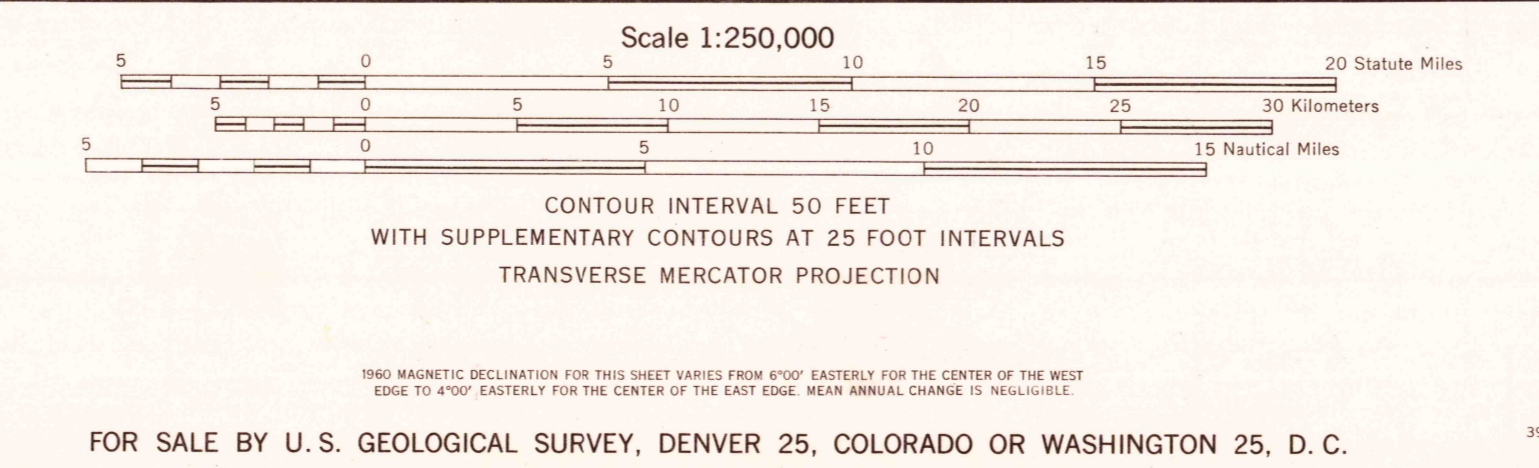 Scale 1:250,000
5 0 5 10 15 20 Statute Miles
5 0 5 10 15 20 25 30 Kilometers
5 0 5 10 15 Nautical Miles
CONTOUR INTERVAL 50 FEET
WITH SUPPLEMENTARY CONTOURS AT 25 FOOT INTERVALS
TRANSVERSE MERCATOR PROJECTION
1960 MAGNETIC DECLINATION FOR THIS SHEET VARIES FROM 6°00′ EASTERLY FOR THE CENTER OF THE WEST
EDGE TO 4°00′ EASTERLY FOR THE CENTER OF THE EAST EDGE. MEAN ANNUAL CHANGE IS NEGLIGIBLE.
FOR SALE BY U. S. GEOLOGICAL SURVEY, DENVER 25, COLORADO OR WASHINGTON 25, D. C.